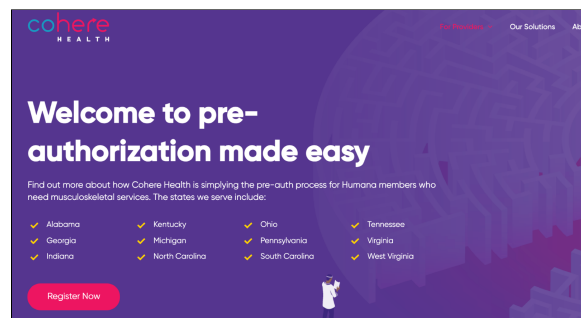 cohere
HEALTH
Our Solutions
Welcome to pre-
authorization made easy
Find out more about how Cohere Health is simplying the pre-auth process for Humana members who
need musculoskeletal services. The states we serve include:
Alabama Kentucky Ohio Tennessee
Georgia Michigan Pennsylvania Virginia
Indiana North Carolina South Carolina West Virginia
Register Now